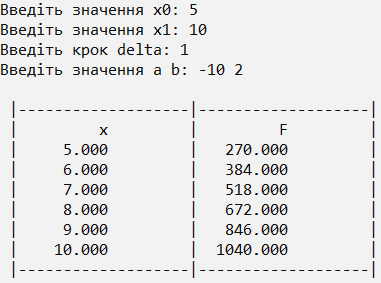 Введіть значення x0: 5
Введіть значення x1: 10
Введіть крок delta: 1
Введіть значення a b: -10 2
|-------------------|-------------------|
|         x         |         F         |
|     5.000         |   270.000         |
|     6.000         |   384.000         |
|     7.000         |   518.000         |
|     8.000         |   672.000         |
|     9.000         |   846.000         |
|    10.000         |  1040.000         |
|-------------------|-------------------|